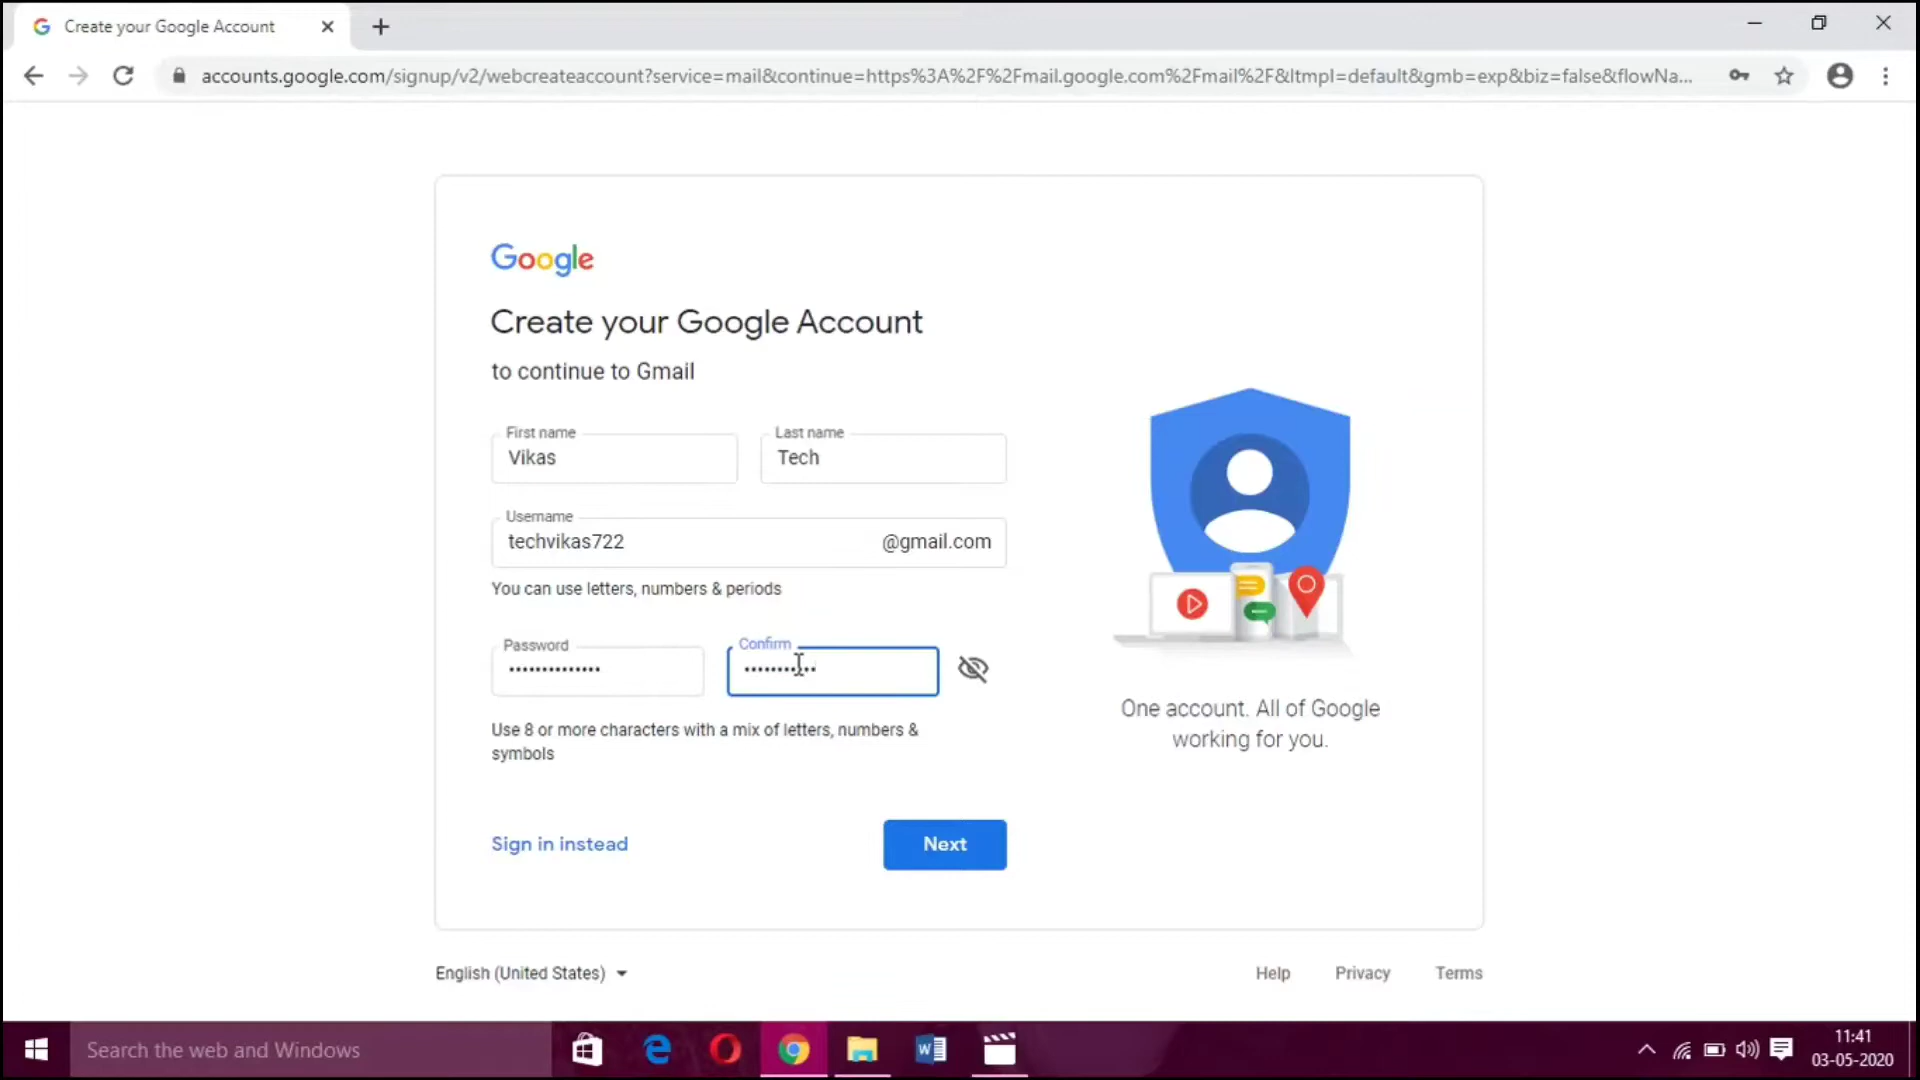 Create your Google Account
accounts.google.com/signup/v2/webcreateaccount?service=mail&continue=https%3A%2F%2Fmail.google.com%2Fmail%2F&ltmpl=default&gmb=exp&biz=false&flowNa...
Google
Create your Google Account
to continue to Gmail
First name
Last name
Vikas
Tech
Username
techvikas722
@gmail.com
You can use letters, numbers & periods
Password
Confirm
Use 8 or more characters with a mix of letters, numbers &
symbols
One account. All of Google
working for you.
Sign in instead
Next
English (United States)
Help
Privacy
Terms
Search the web and Windows
11:41
03-05-2020